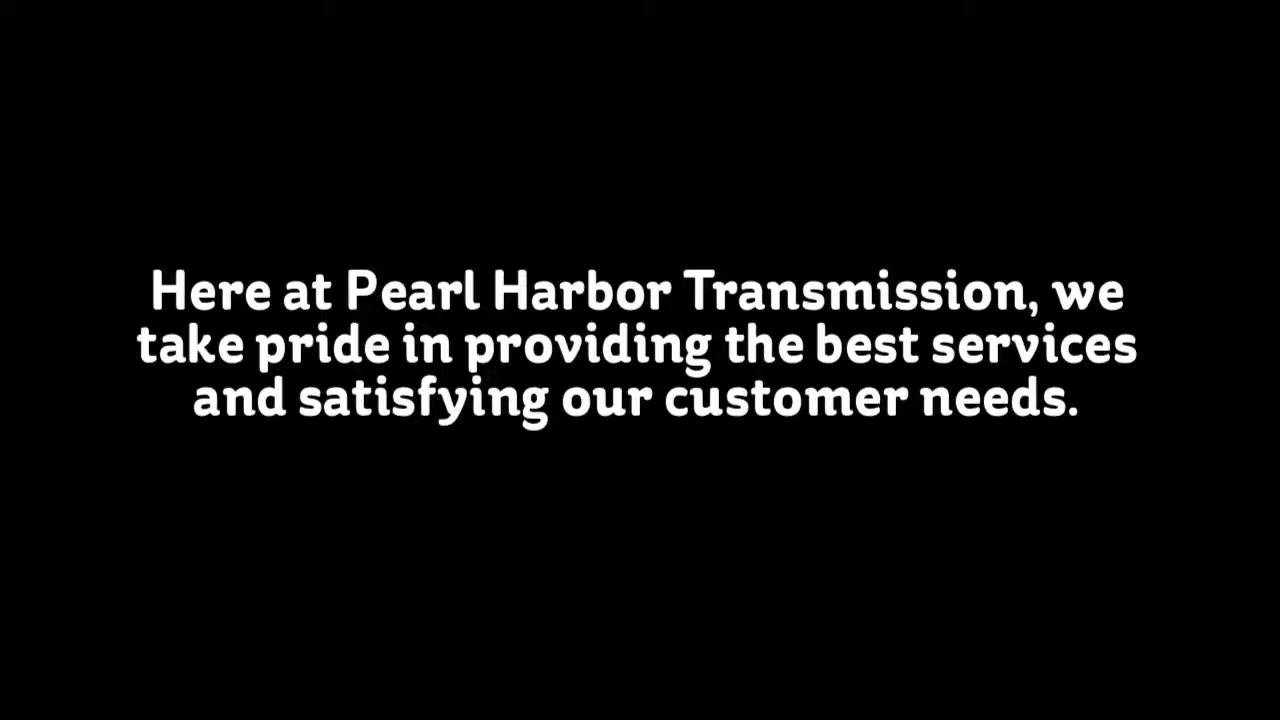 Here at Pearl Harbor Transmission, we
take pride in providing the best services
and satisfying our customer needs.